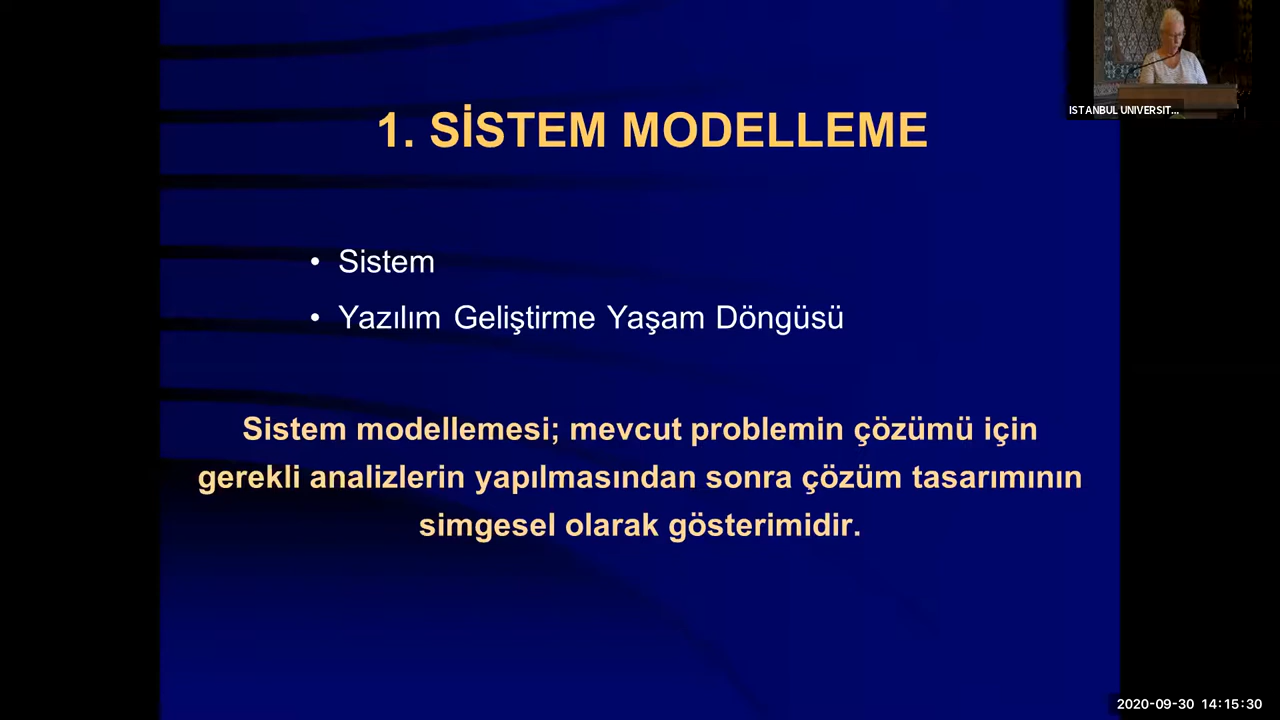 ISTANBUL UNIVERSIT...
1. SİSTEM MODELLEME
• Sistem
• Yazılım Geliştirme Yaşam Döngüsü
Sistem modellemesi; mevcut problemin çözümü için
gerekli analizlerin yapılmasından sonra çözüm tasarımının
simgesel olarak gösterimidir.
2020-09-30 14:15:30